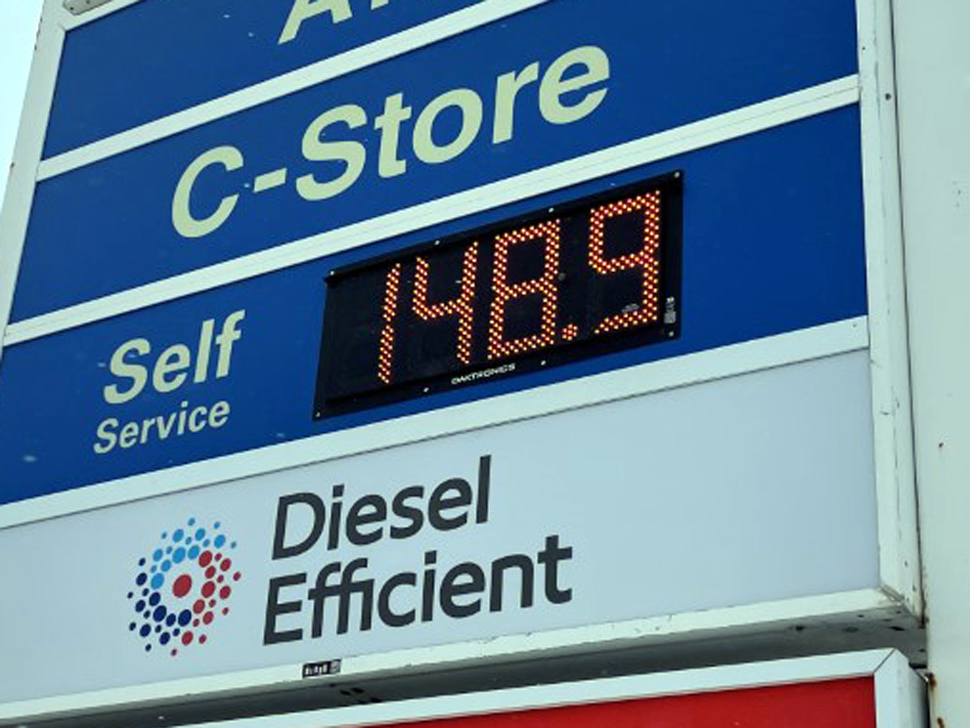 C-Store
148.9
Self
Service
DAKTRONICS
Diesel
Efficient